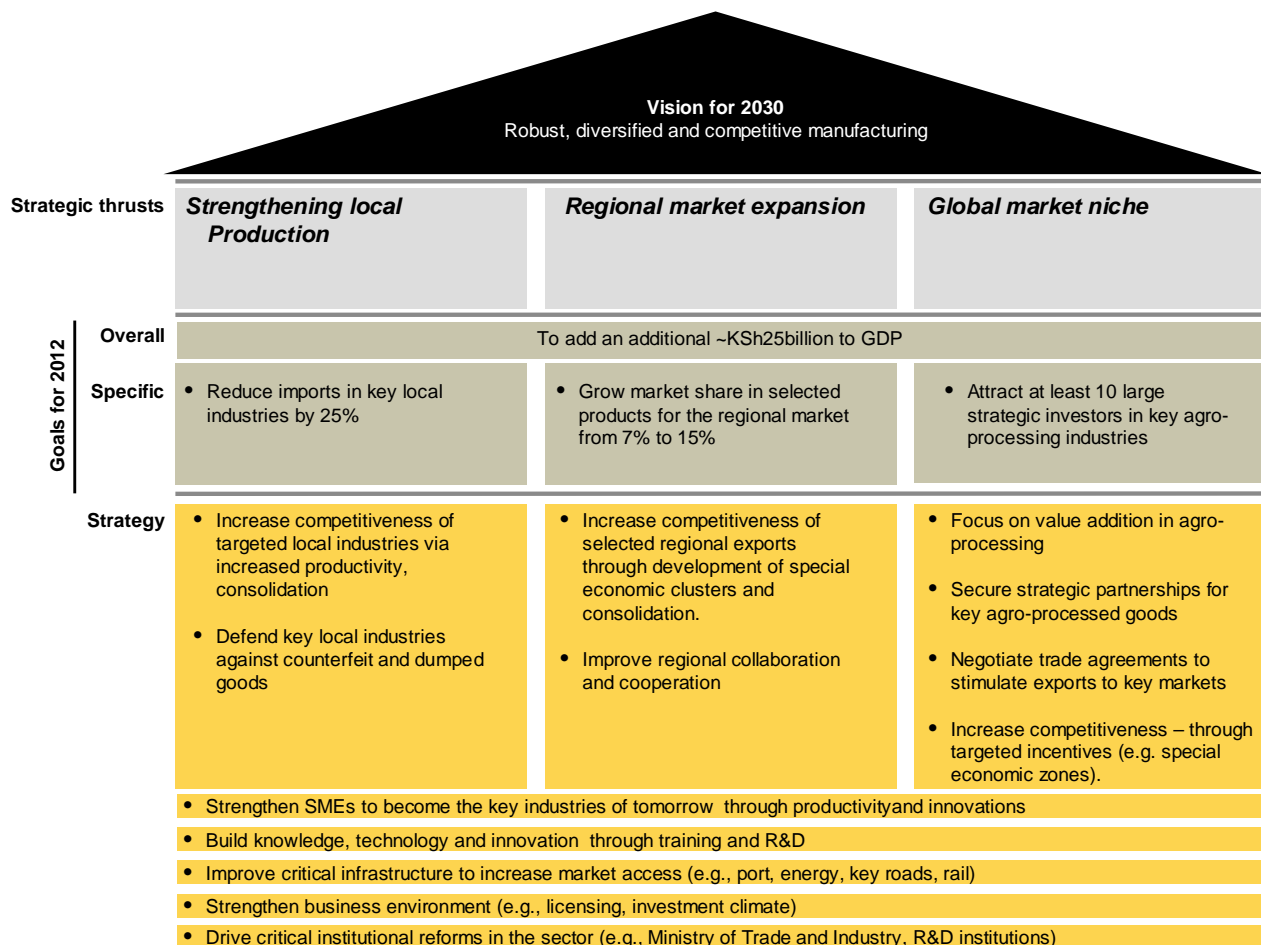 Vision for 2030
Robust, diversified and competitive manufacturing
Strategic thrusts
Strengthening local
Production
Regional market expansion
Global market niche
Goals for 2012
Overall
To add an additional ~KSh25billion to GDP
Specific
• Reduce imports in key local
industries by 25%
• Grow market share in selected
products for the regional market
from 7% to 15%
• Attract at least 10 large
strategic investors in key agro-
processing industries
Strategy
• Increase competitiveness of
targeted local industries via
increased productivity,
consolidation
• Defend key local industries
against counterfeit and dumped
goods
• Increase competitiveness of
selected regional exports
through development of special
economic clusters and
consolidation.
• Improve regional collaboration
and cooperation
• Focus on value addition in agro-
processing
• Secure strategic partnerships for
key agro-processed goods
• Negotiate trade agreements to
stimulate exports to key markets
• Increase competitiveness – through
targeted incentives (e.g. special
economic zones).
• Strengthen SMEs to become the key industries of tomorrow through productivityand innovations
• Build knowledge, technology and innovation through training and R&D
• Improve critical infrastructure to increase market access (e.g., port, energy, key roads, rail)
• Strengthen business environment (e.g., licensing, investment climate)
• Drive critical institutional reforms in the sector (e.g., Ministry of Trade and Industry, R&D institutions)